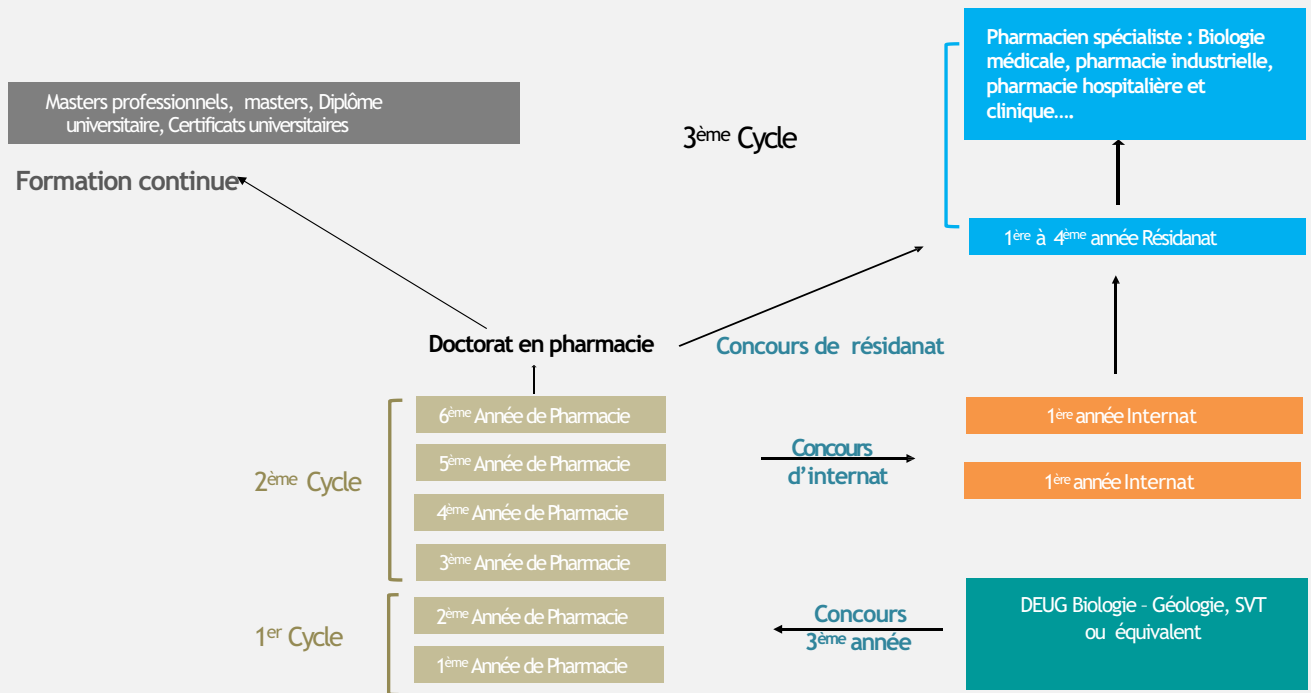 Pharmacien spécialiste : Biologie
médicale, pharmacie industrielle,
pharmacie hospitalière et
clinique….
Masters professionnels, masters, Diplôme
universitaire, Certificats universitaires
3ème Cycle
Formation continue
1ère à 4ème année Résidanat
Doctorat en pharmacie
Concours de résidanat
6ème Année de Pharmacie
1ère année Internat
5ème Année de Pharmacie
Concours
d’internat
2ème Cycle
1ère année Internat
4ème Année de Pharmacie
3ème Année de Pharmacie
2ème Année de Pharmacie
DEUG Biologie - Géologie, SVT
ou équivalent
Concours
3ème année
1er Cycle
1ème Année de Pharmacie